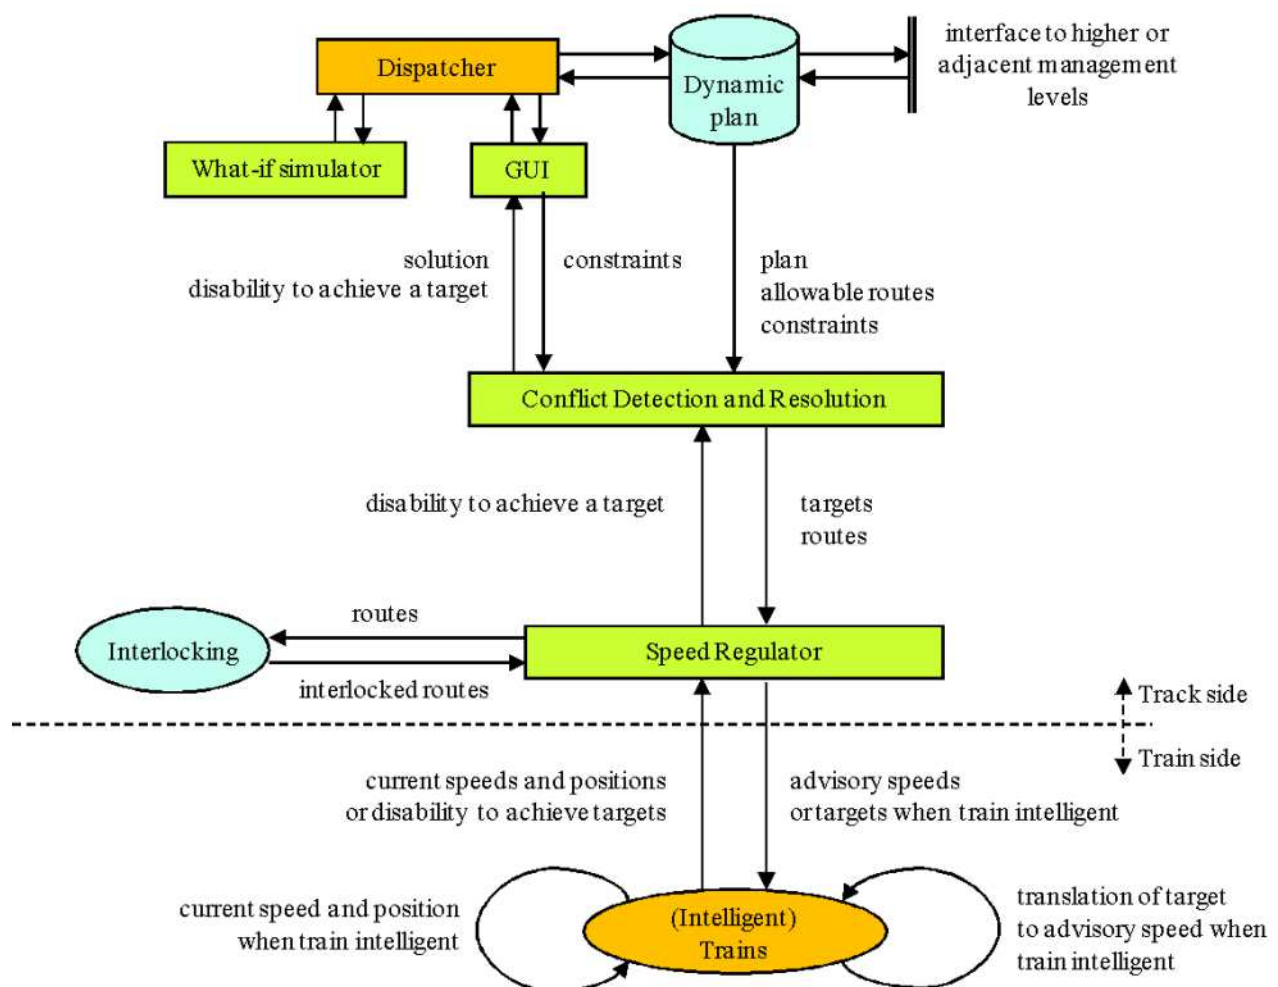 interface to higher or
adjacent management
levels
Dispatcher
Dynamic
plan
What-if simulator
GUI
solution
disability to achieve a target
constraints
plan
allowable routes
constraints
Conflict Detection and Resolution
disability to achieve a target
targets
routes
routes
Interlocking
Speed Regulator
interlocked routes
Track side
Train side
current speeds and positions
or disability to achieve targets
advisory speeds
or targets when train intelligent
current speed and position
when train intelligent
(Intelligent)
Trains
translation of target
to advisory speed when
train intelligent